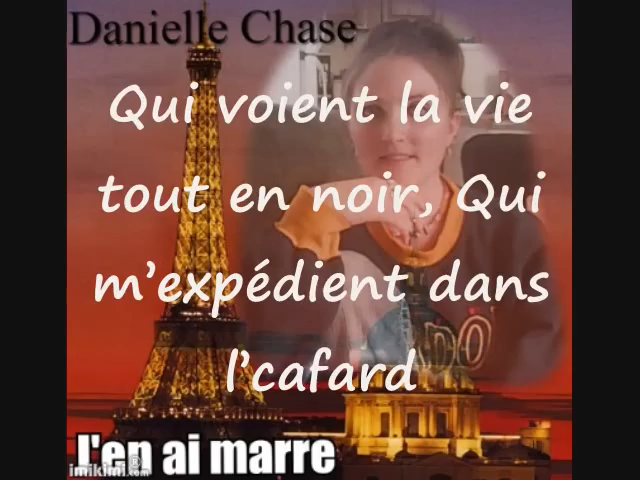 Danielle Chase
Qui voient la vie
tout en noir, Qui
m’expédient dans
l’cafard
J'en ai marre
imikimi®.com